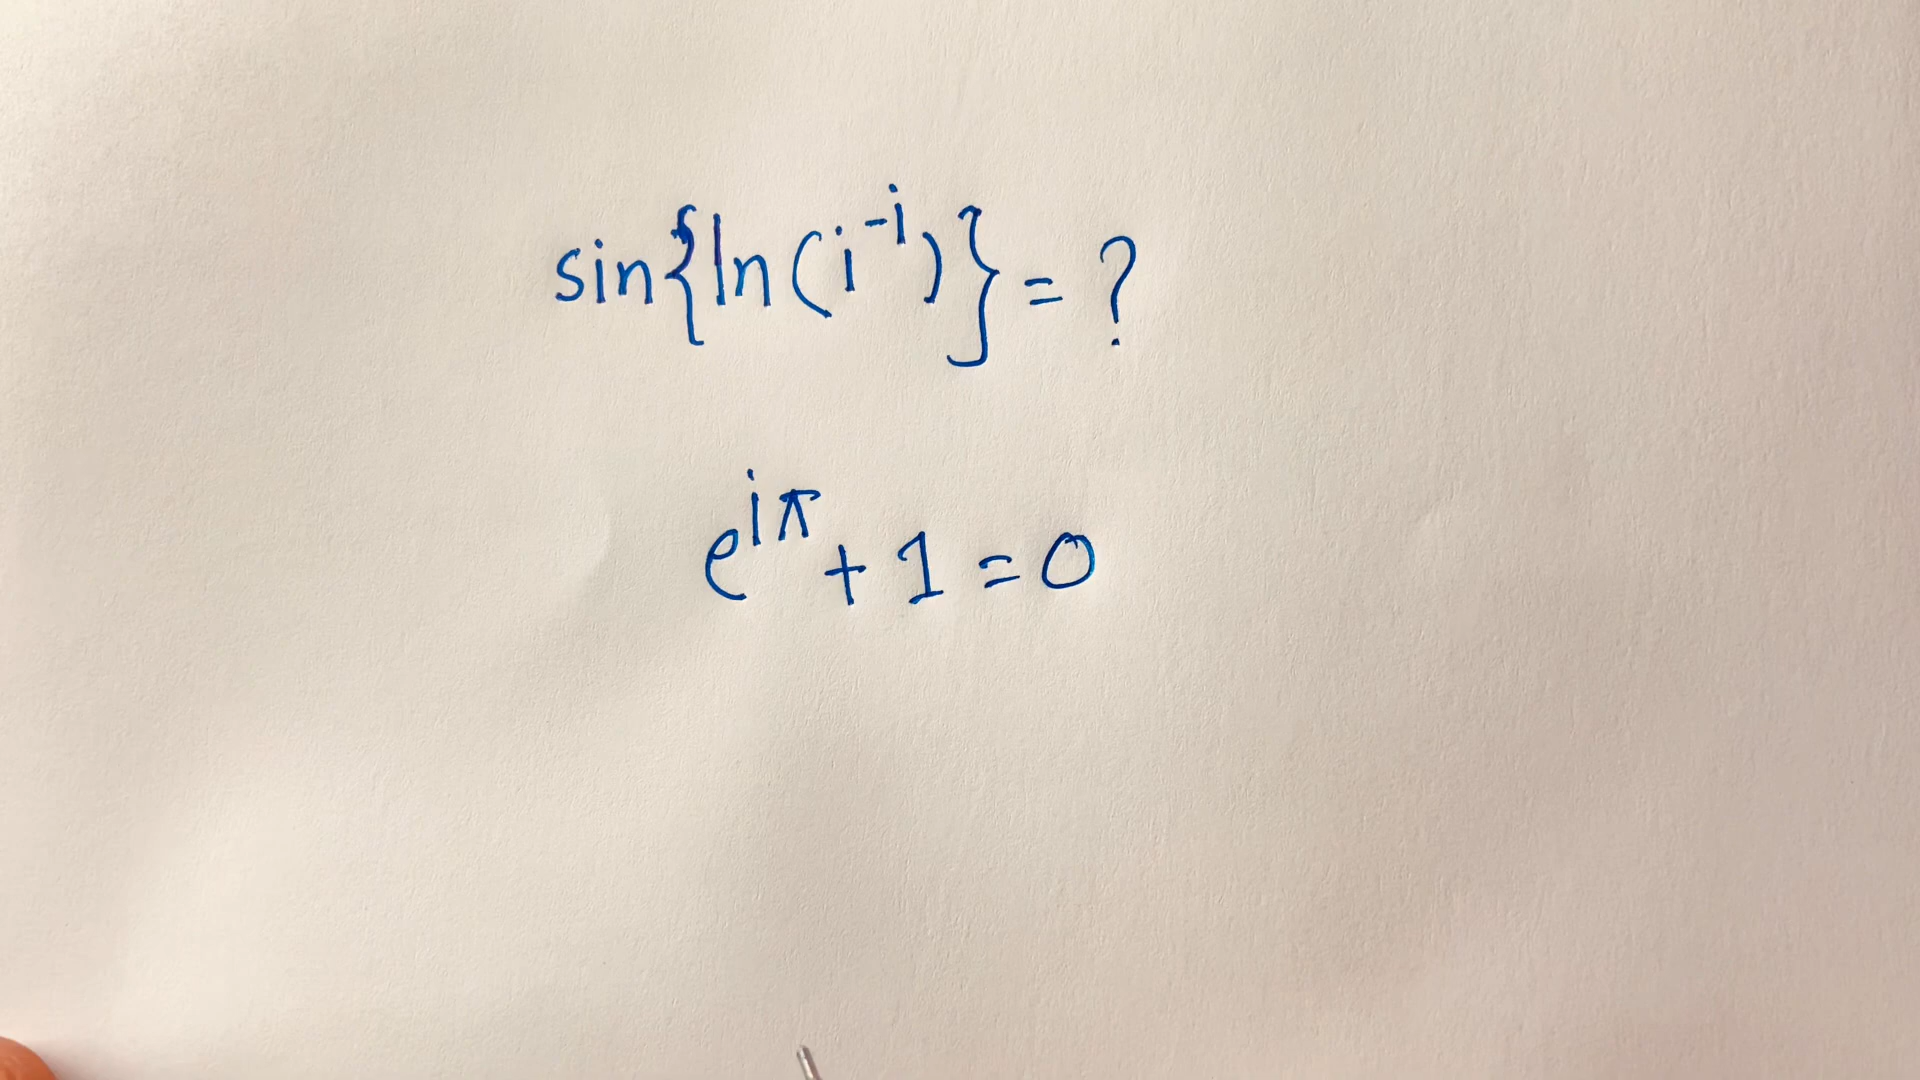 sin{ln(i⁻ⁱ)} = ?
e^{iπ} + 1 = 0